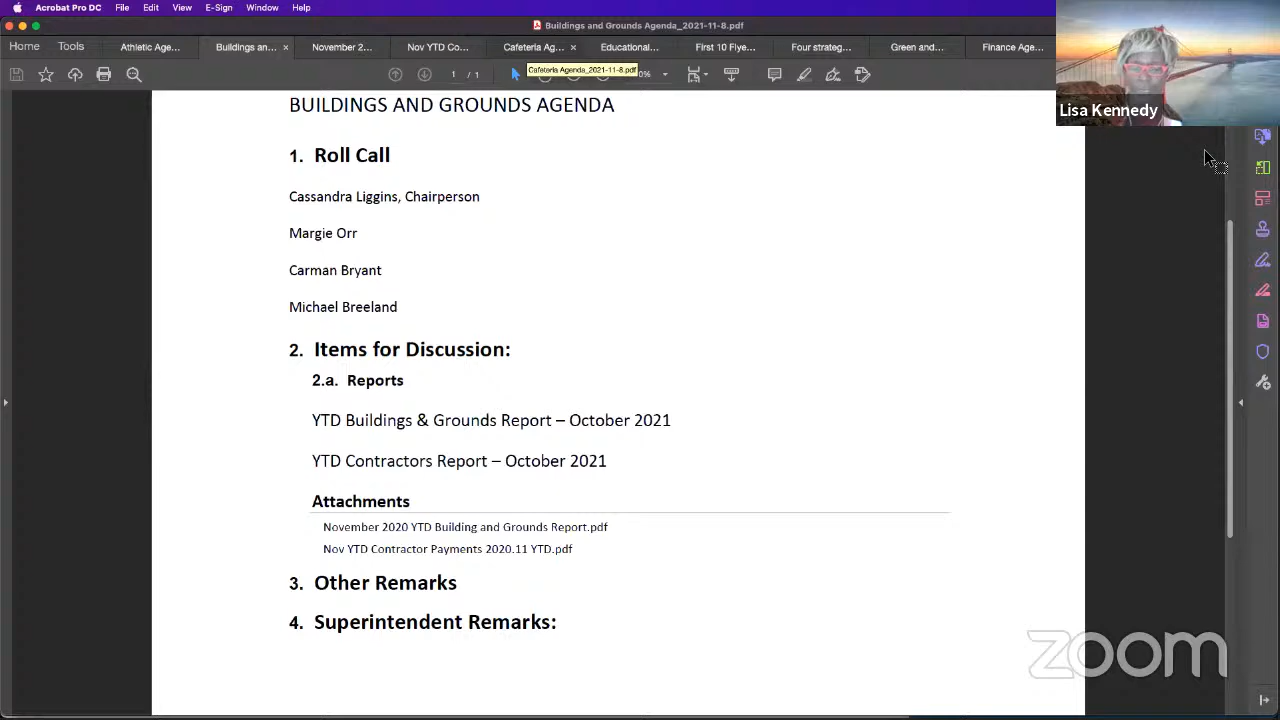 Acrobat Pro DC File Edit View E-Sign Window Help
Buildings and Grounds Agenda_2021-11-8.pdf
Home Tools Athletic Age... Buildings an... × November 2... Nov YTD Co... Cafeteria Ag... × Educational... First 10 Flye... Four strateg... Green and... Finance Age...
1 / 1
Cafeteria Agenda_2021-11-8.pdf
0%
Lisa Kennedy
BUILDINGS AND GROUNDS AGENDA
1. Roll Call
Cassandra Liggins, Chairperson
Margie Orr
Carman Bryant
Michael Breeland
2. Items for Discussion:
2.a. Reports
YTD Buildings & Grounds Report – October 2021
YTD Contractors Report – October 2021
Attachments
November 2020 YTD Building and Grounds Report.pdf
Nov YTD Contractor Payments 2020.11 YTD.pdf
3. Other Remarks
4. Superintendent Remarks:
zoom